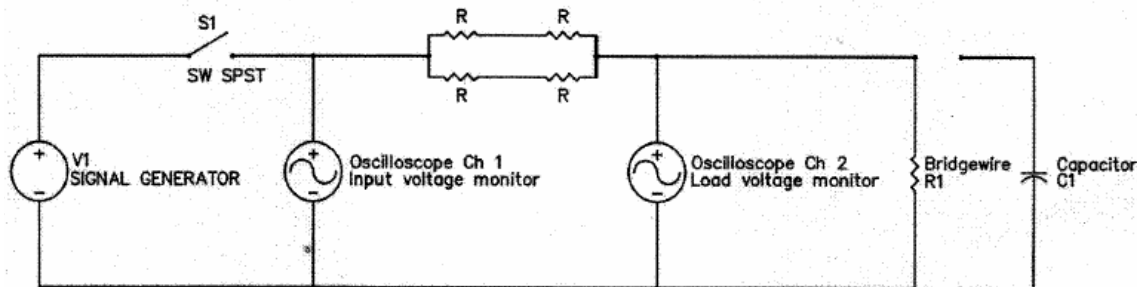 S1
SW SPST
R
R
R
R
+
-
V1
SIGNAL GENERATOR
+
-
Oscilloscope Ch 1
Input voltage monitor
+
-
Oscilloscope Ch 2
Load voltage monitor
Bridgewire
R1
Capacitor
C1